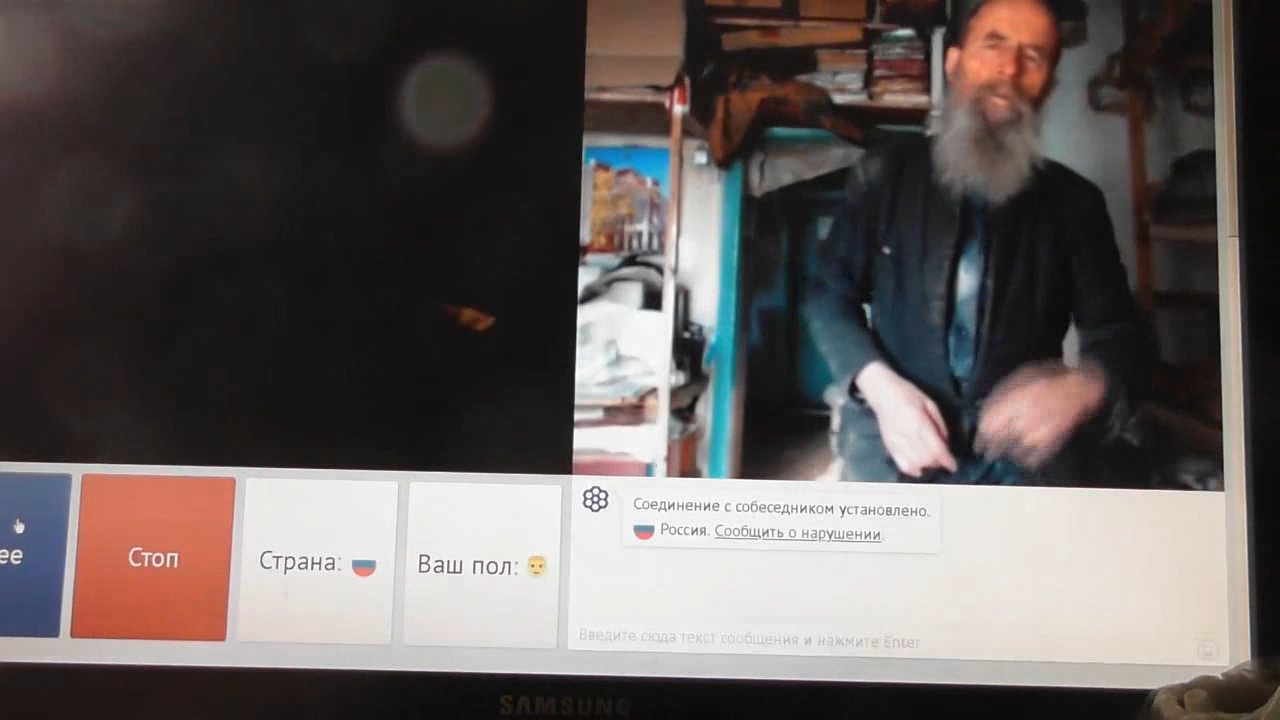 Соединение с собеседником установлено.
Россия. Сообщить о нарушении.
ее
Стоп
Страна:
Ваш пол:
Введите сюда текст сообщения и нажмите Enter
SAMSUNG